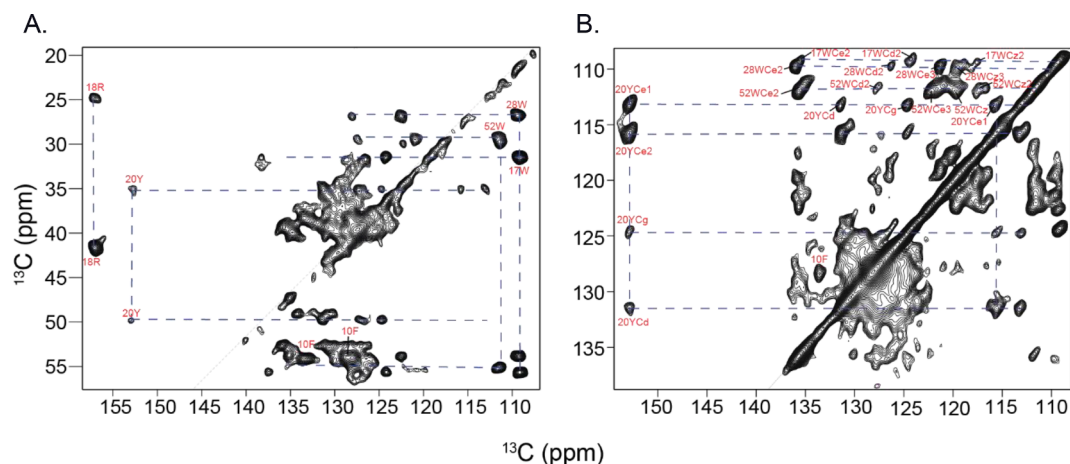 A.
B.
20
25
30
35
40
45
50
55
155 150 145 140 135 130 125 120 115 110
13C (ppm)
18R
18R
20Y
20Y
10F
10F
28W
52W
17W
110
115
120
125
130
135
150 145 140 135 130 125 120 115 110
13C (ppm)
17WCe2
17WCd2
17WCz2
28WCe2
28WCd2
28WCe3
28WCz3
52WCe2
52WCd2
52WCz2
20YCe1
52WCe3
20YCd
20YCg
20YCe1
20YCe2
20YCg
10F
20YCd
13C (ppm)